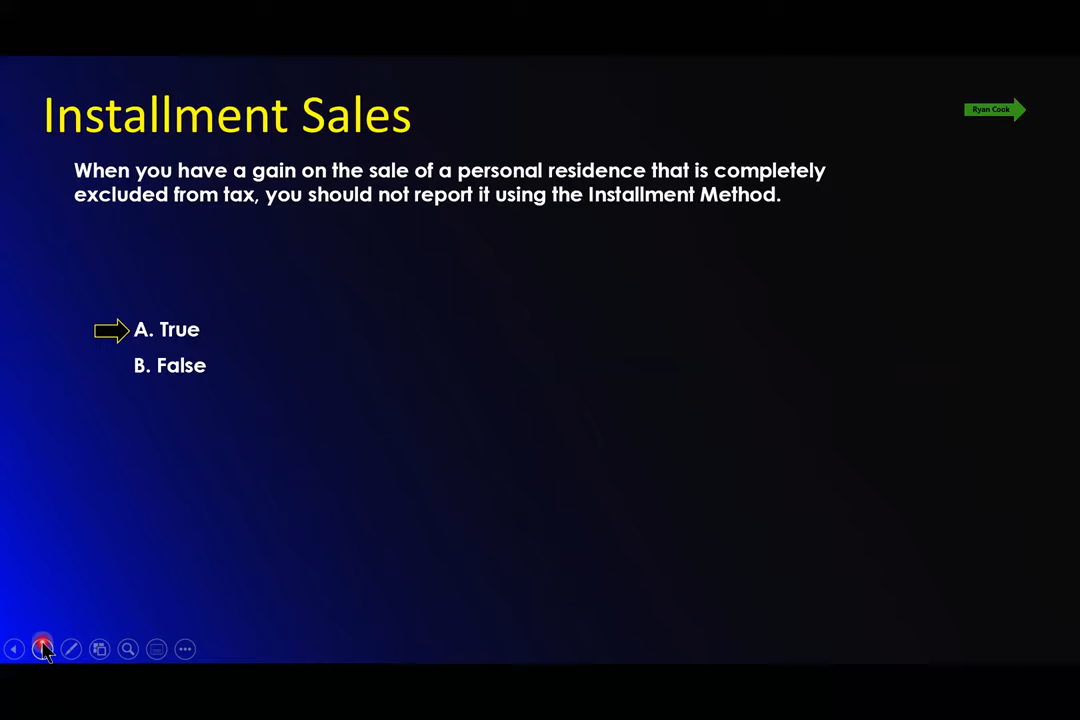 Installment Sales
Ryan Cook
When you have a gain on the sale of a personal residence that is completely
excluded from tax, you should not report it using the Installment Method.
A. True
B. False